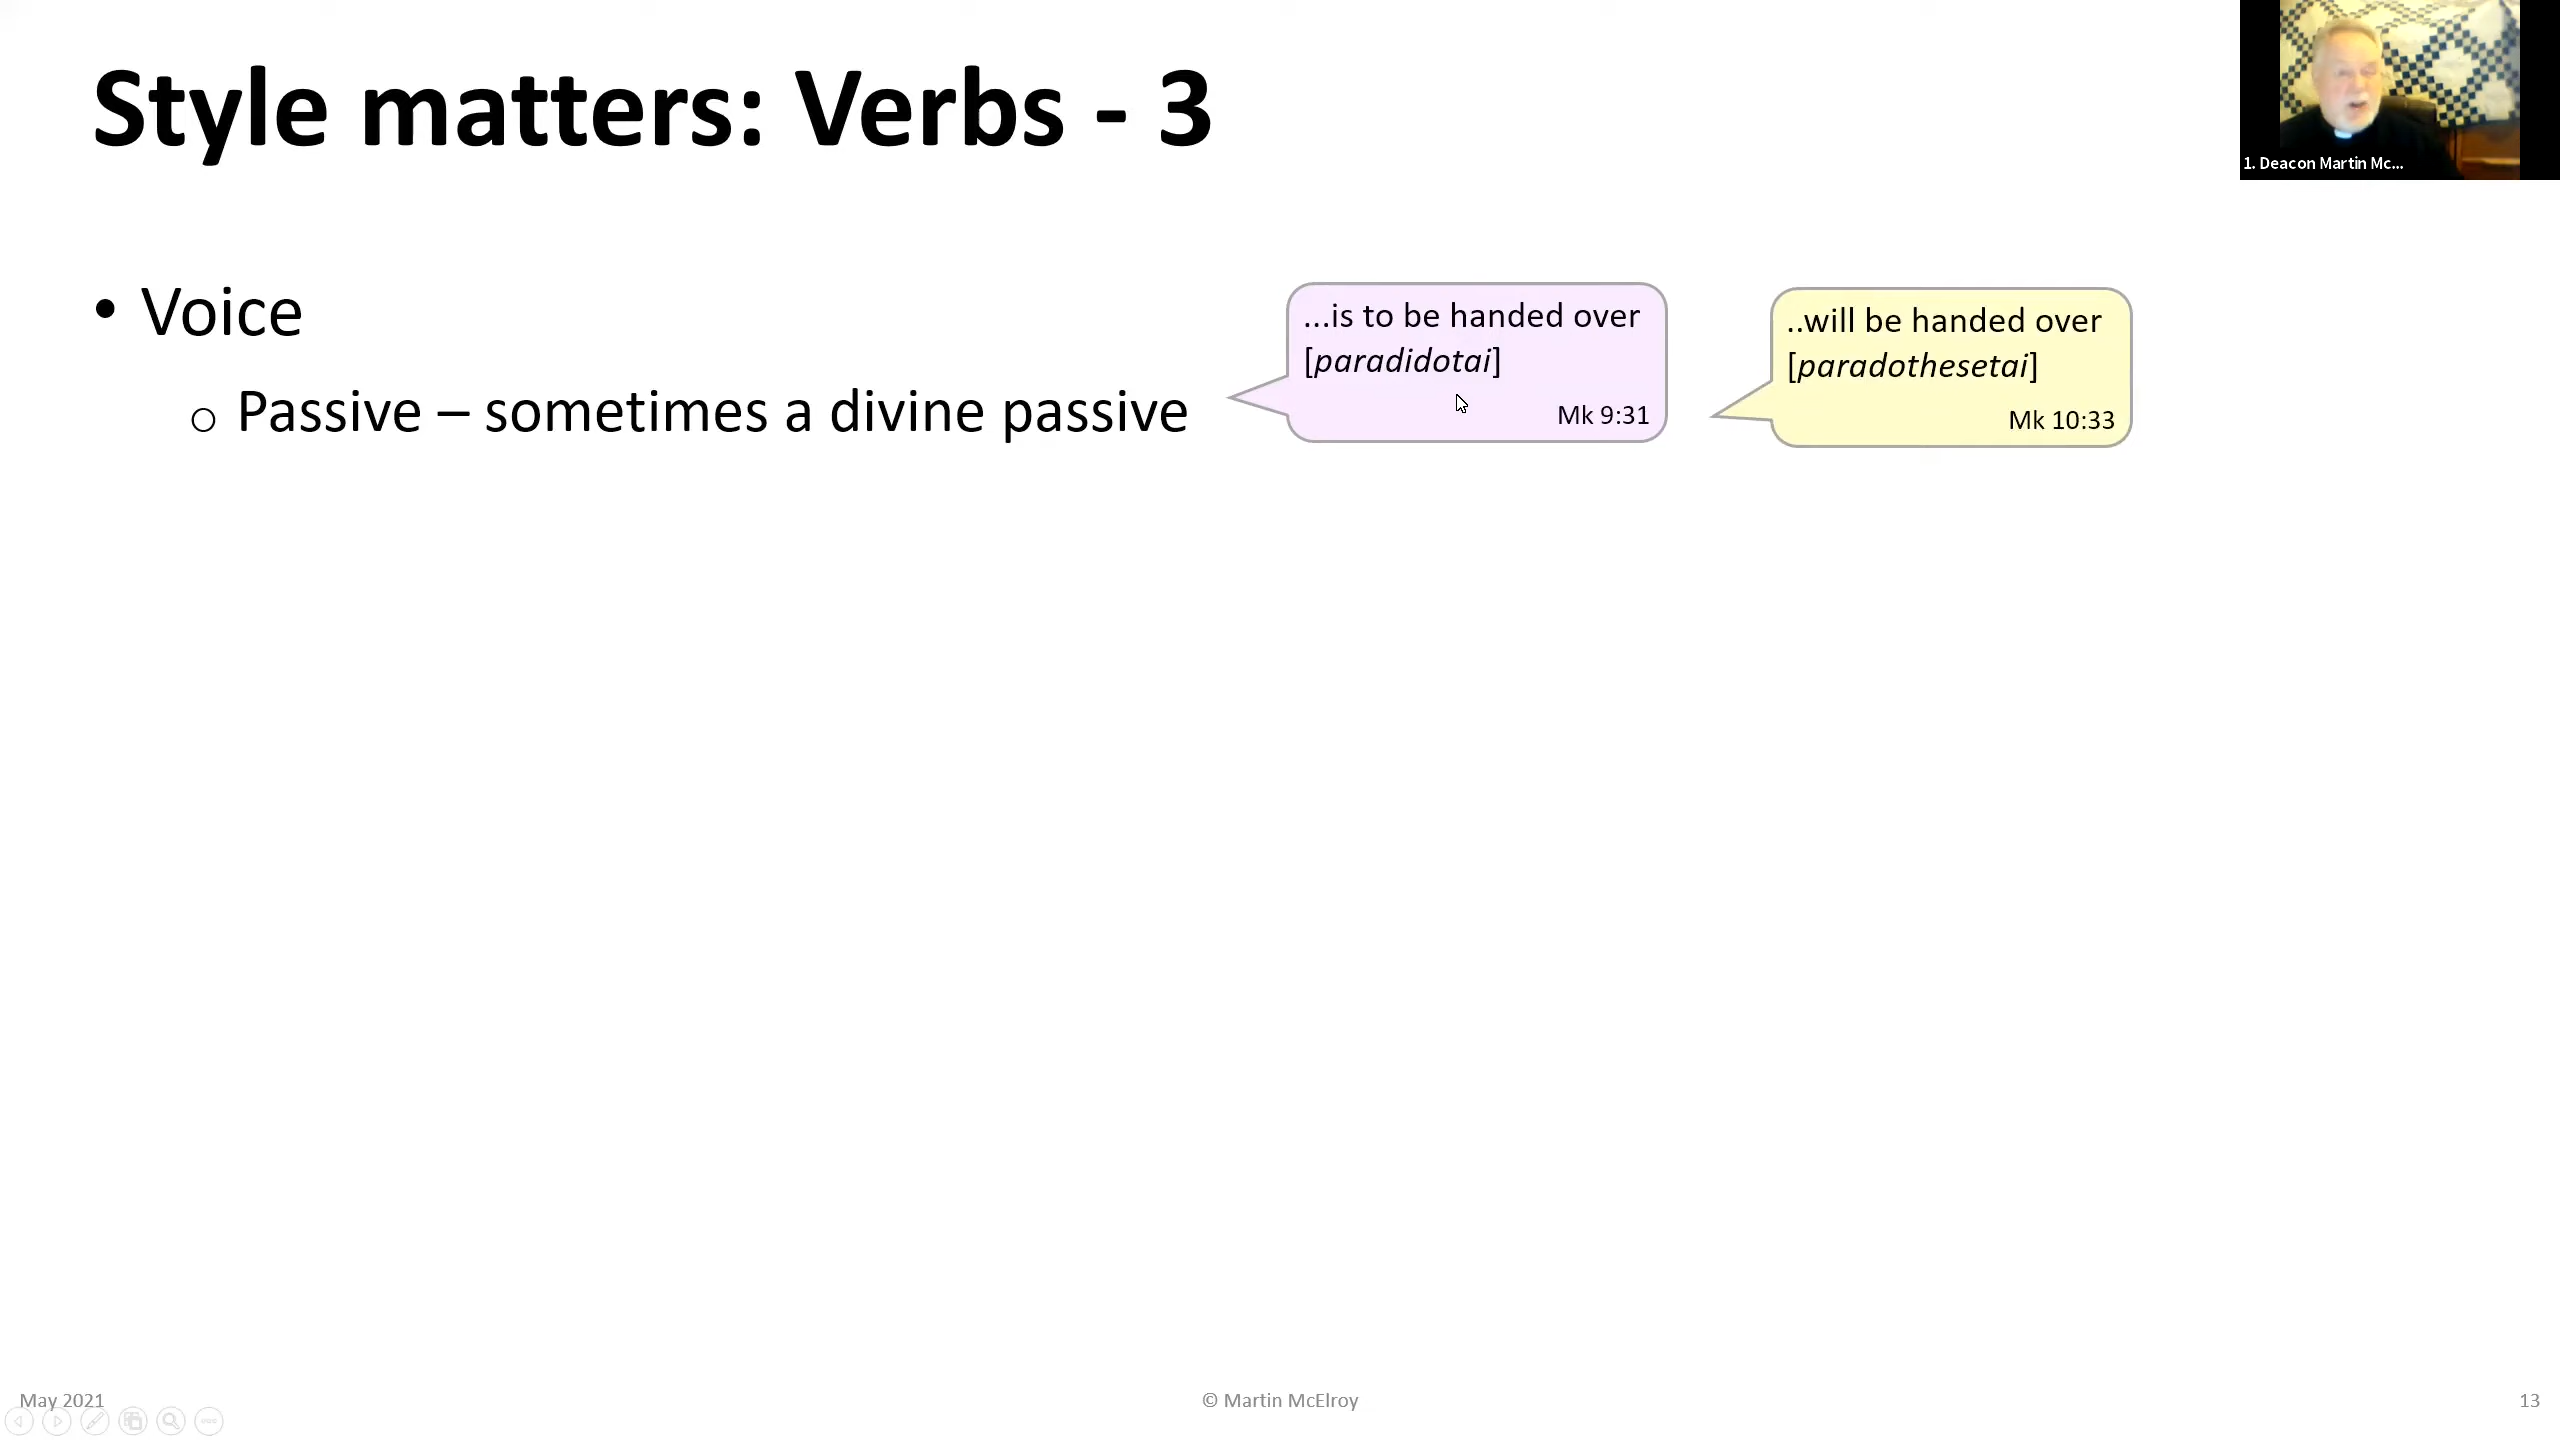 Style matters: Verbs - 3
1. Deacon Martin Mc...
• Voice
o Passive – sometimes a divine passive
...is to be handed over
[paradidotai]
Mk 9:31
..will be handed over
[paradothesetai]
Mk 10:33
May 2021
© Martin McElroy
13